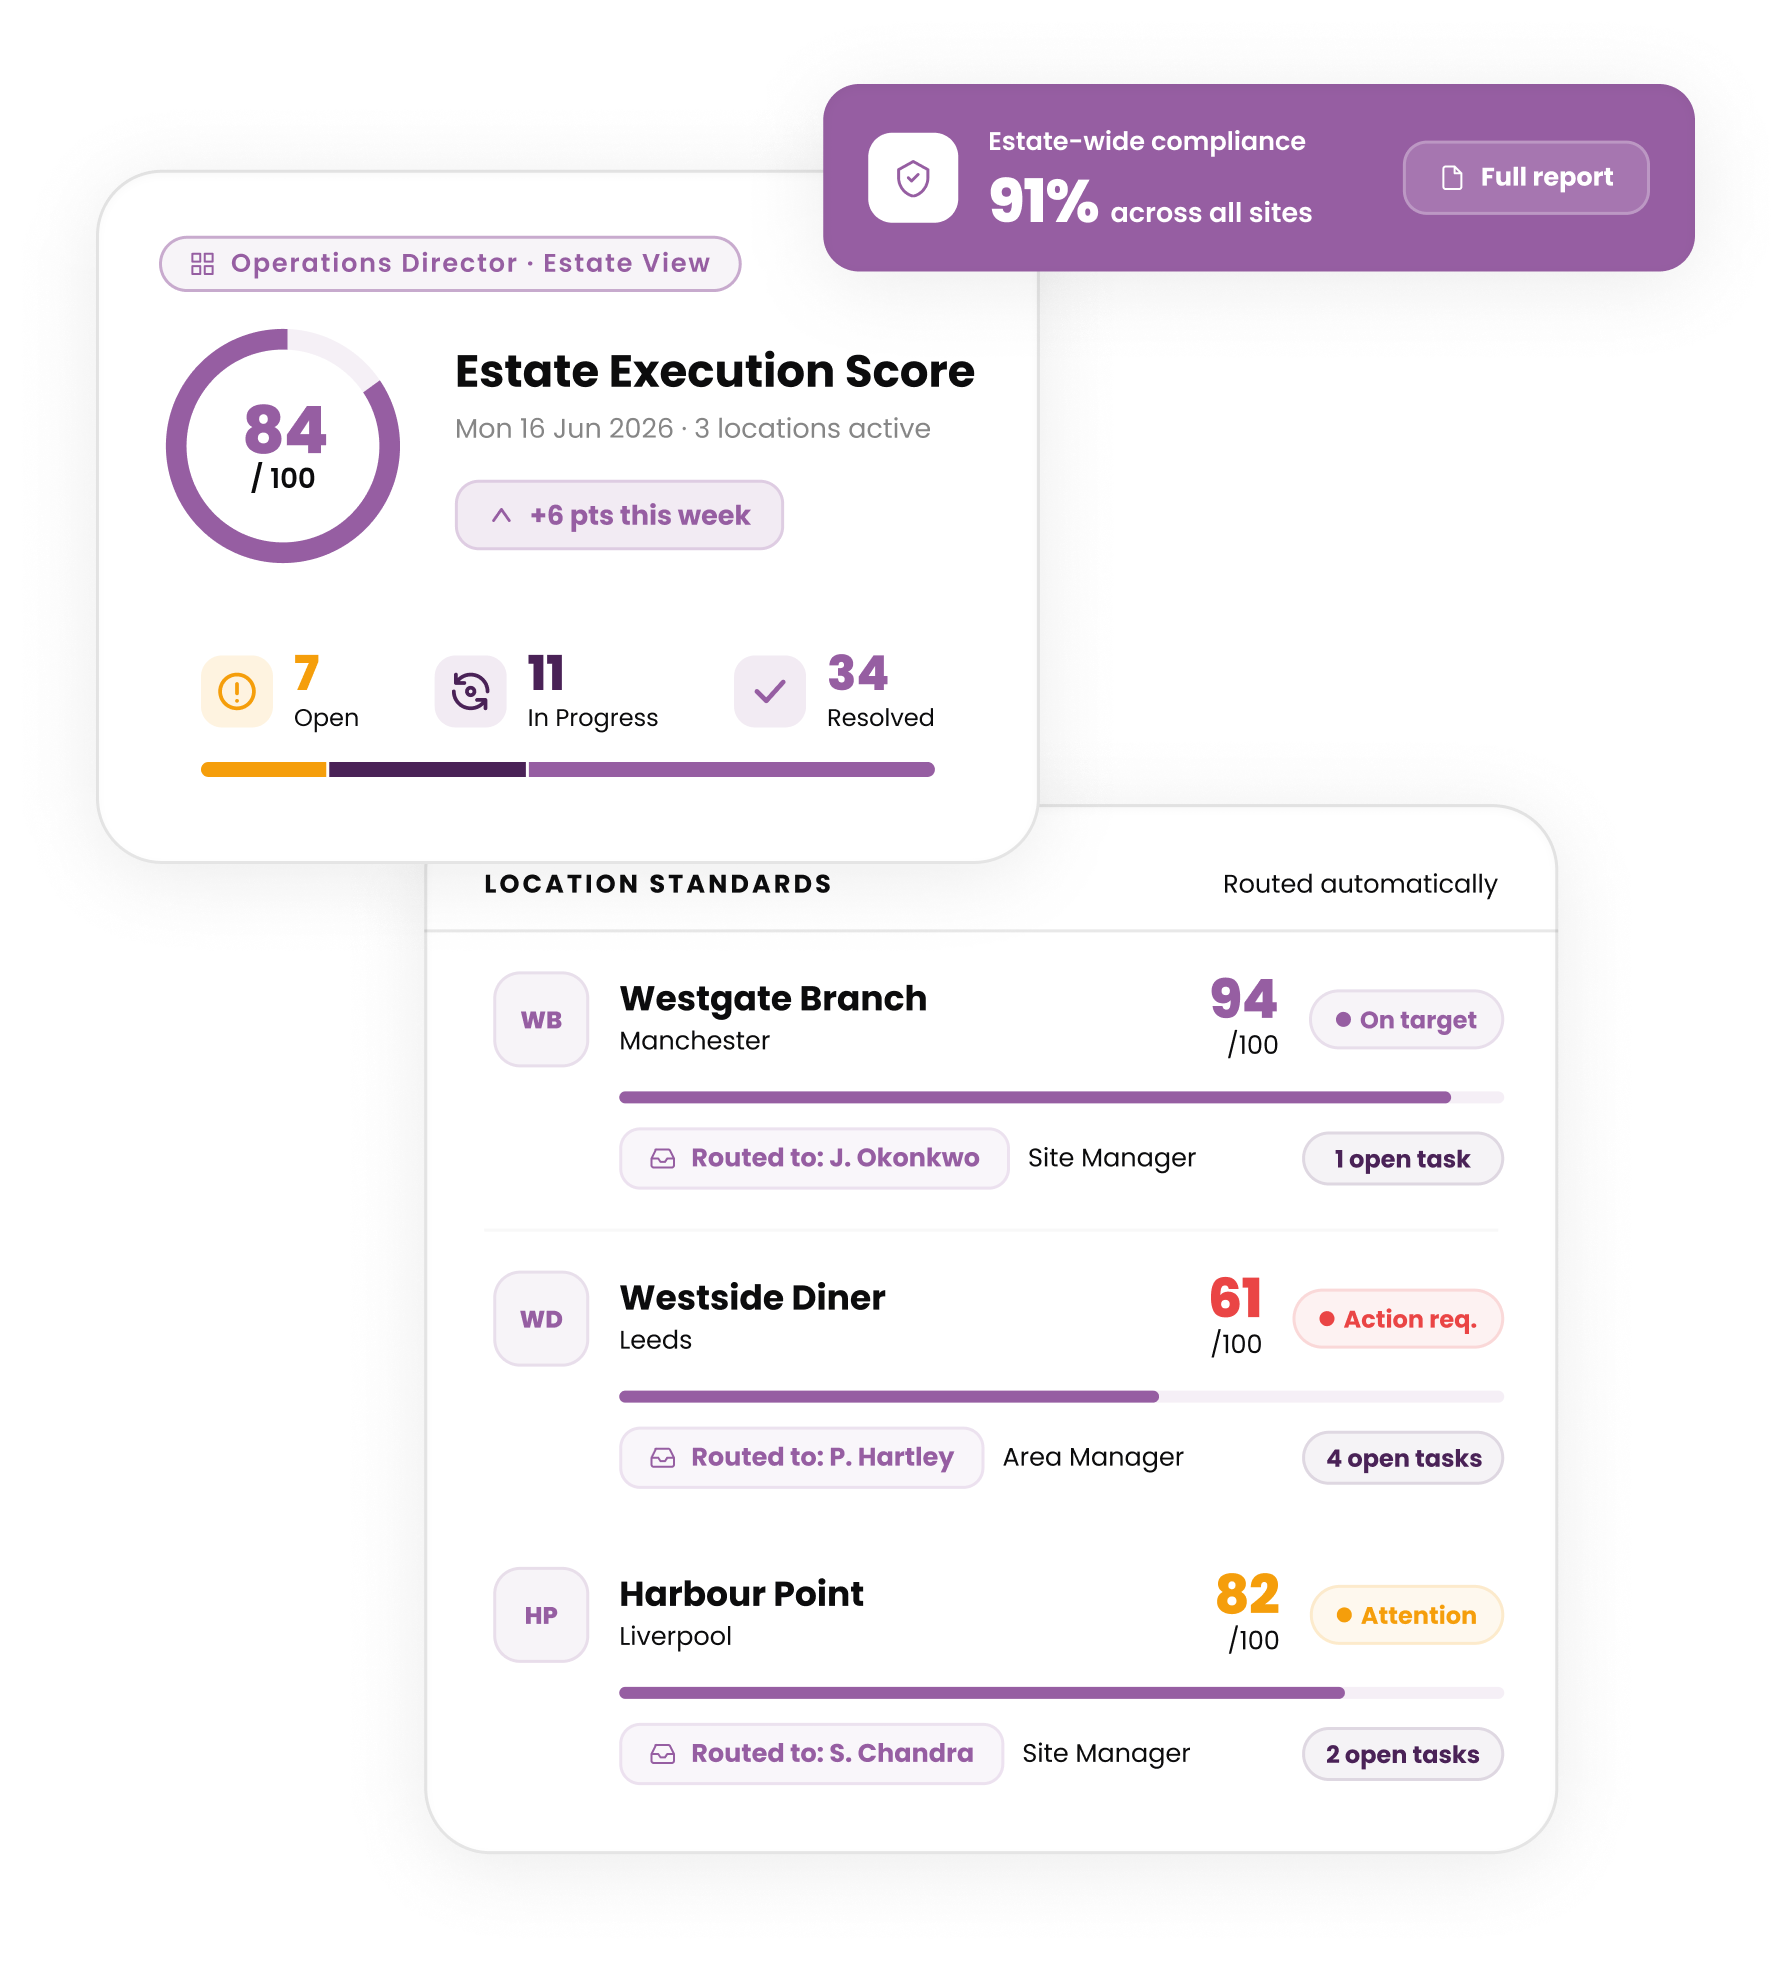 Estate-wide compliance
91% across all sites
Full report
Operations Director · Estate View
84
/ 100
Estate Execution Score
Mon 16 Jun 2026 · 3 locations active
+6 pts this week
7
Open
11
In Progress
34
Resolved
LOCATION STANDARDS
Routed automatically
WB
Westgate Branch
Manchester
94
/100
On target
Routed to: J. Okonkwo
Site Manager
1 open task
WD
Westside Diner
Leeds
61
/100
Action req.
Routed to: P. Hartley
Area Manager
4 open tasks
HP
Harbour Point
Liverpool
82
/100
Attention
Routed to: S. Chandra
Site Manager
2 open tasks